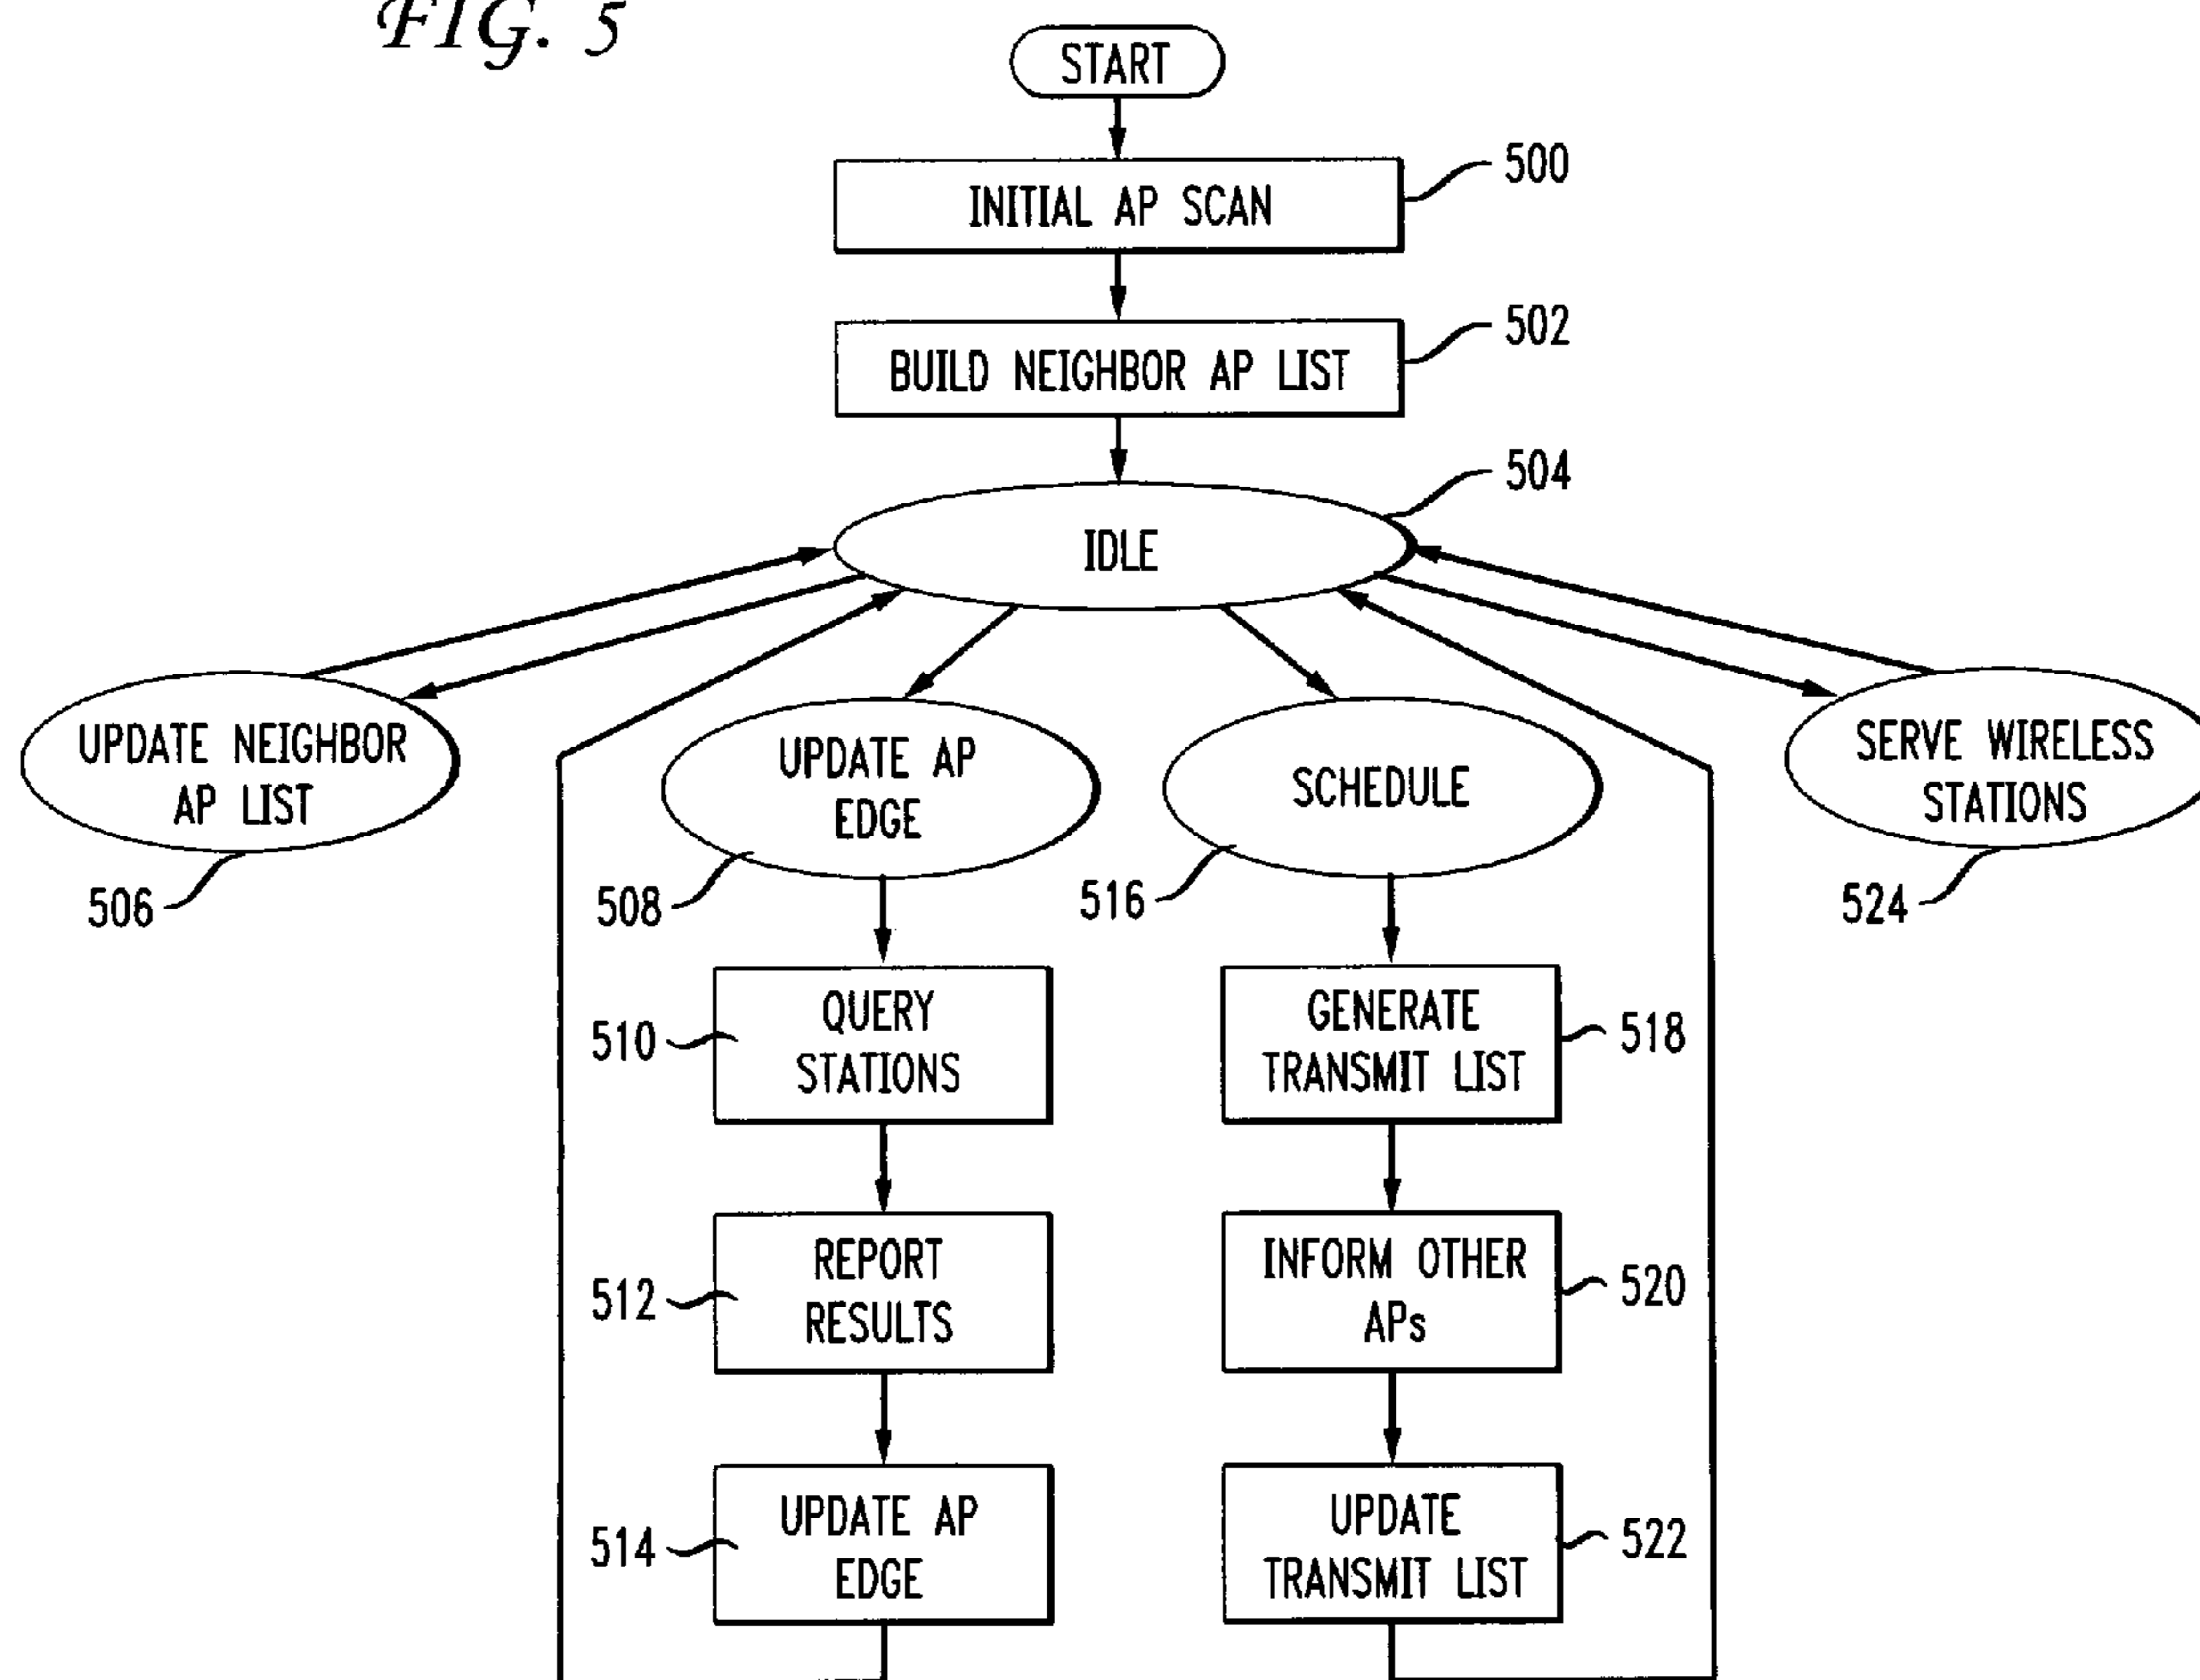 FIG. 5
START
INITIAL AP SCAN
500
BUILD NEIGHBOR AP LIST
502
504
IDLE
UPDATE NEIGHBOR
AP LIST
506
UPDATE AP
EDGE
508
SCHEDULE
516
SERVE WIRELESS
STATIONS
524
QUERY
STATIONS
510
GENERATE
TRANSMIT LIST
518
REPORT
RESULTS
512
INFORM OTHER
APs
520
UPDATE AP
EDGE
514
UPDATE
TRANSMIT LIST
522